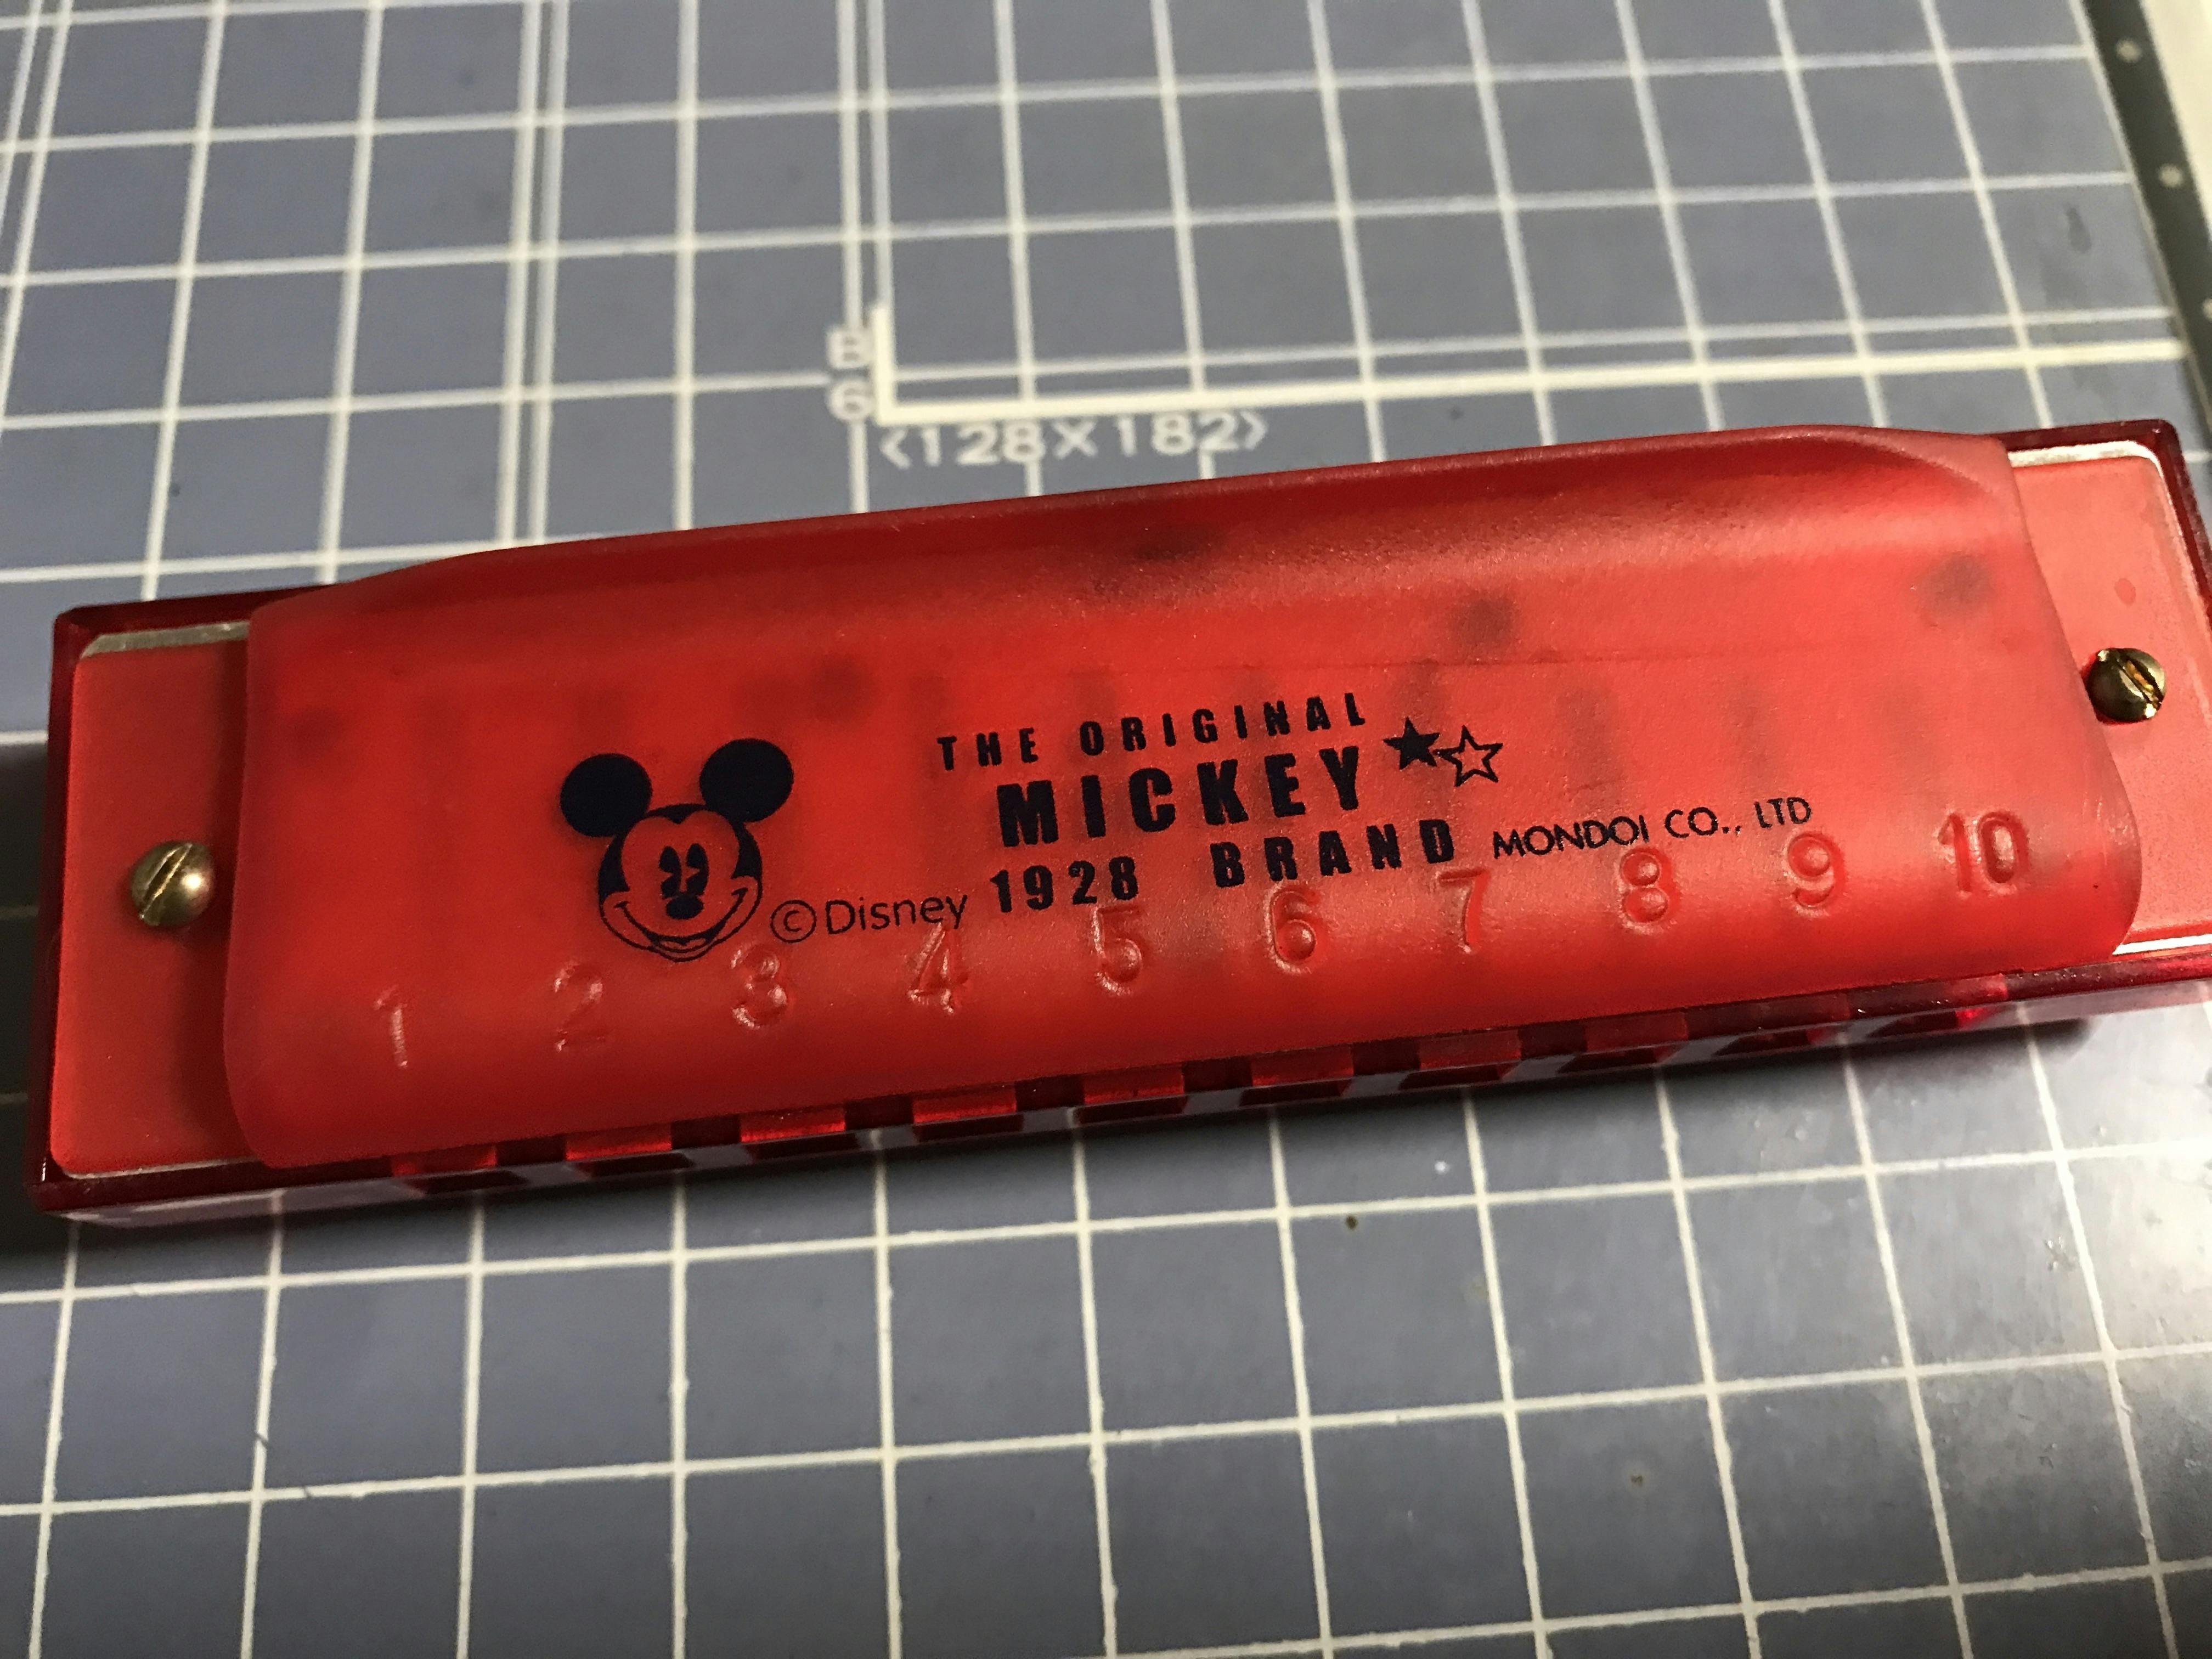 B
6
<128×182>
THE ORIGINAL
MICKEY
©Disney 1928 BRAND MONDOI CO., LTD
1 2 3 4 5 6 7 8 9 10